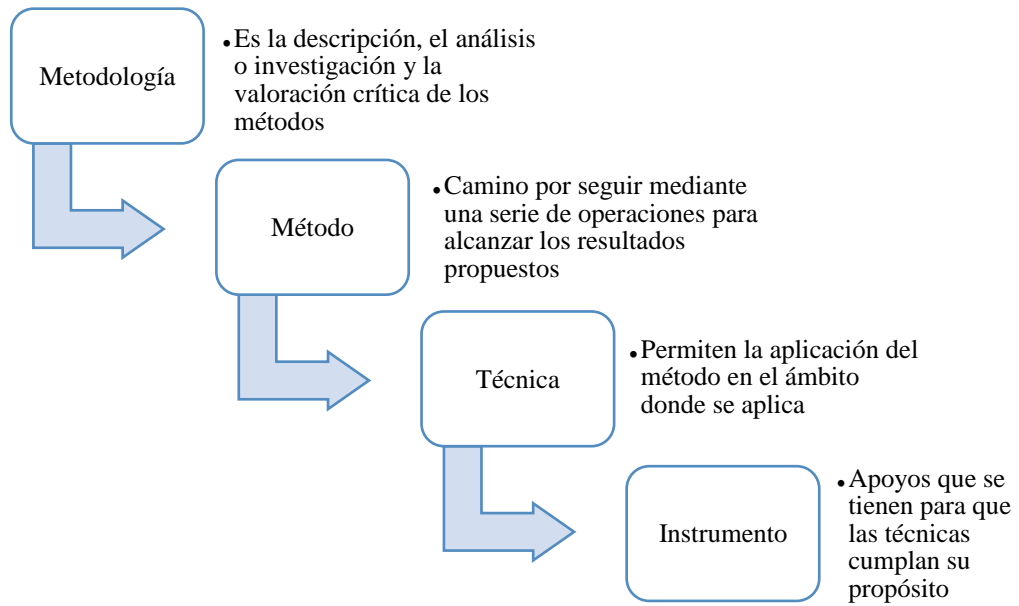 Metodología
•Es la descripción, el análisis
o investigación y la
valoración crítica de los
métodos
Método
•Camino por seguir mediante
una serie de operaciones para
alcanzar los resultados
propuestos
Técnica
•Permiten la aplicación del
método en el ámbito
donde se aplica
Instrumento
•Apoyos que se
tienen para que
las técnicas
cumplan su
propósito